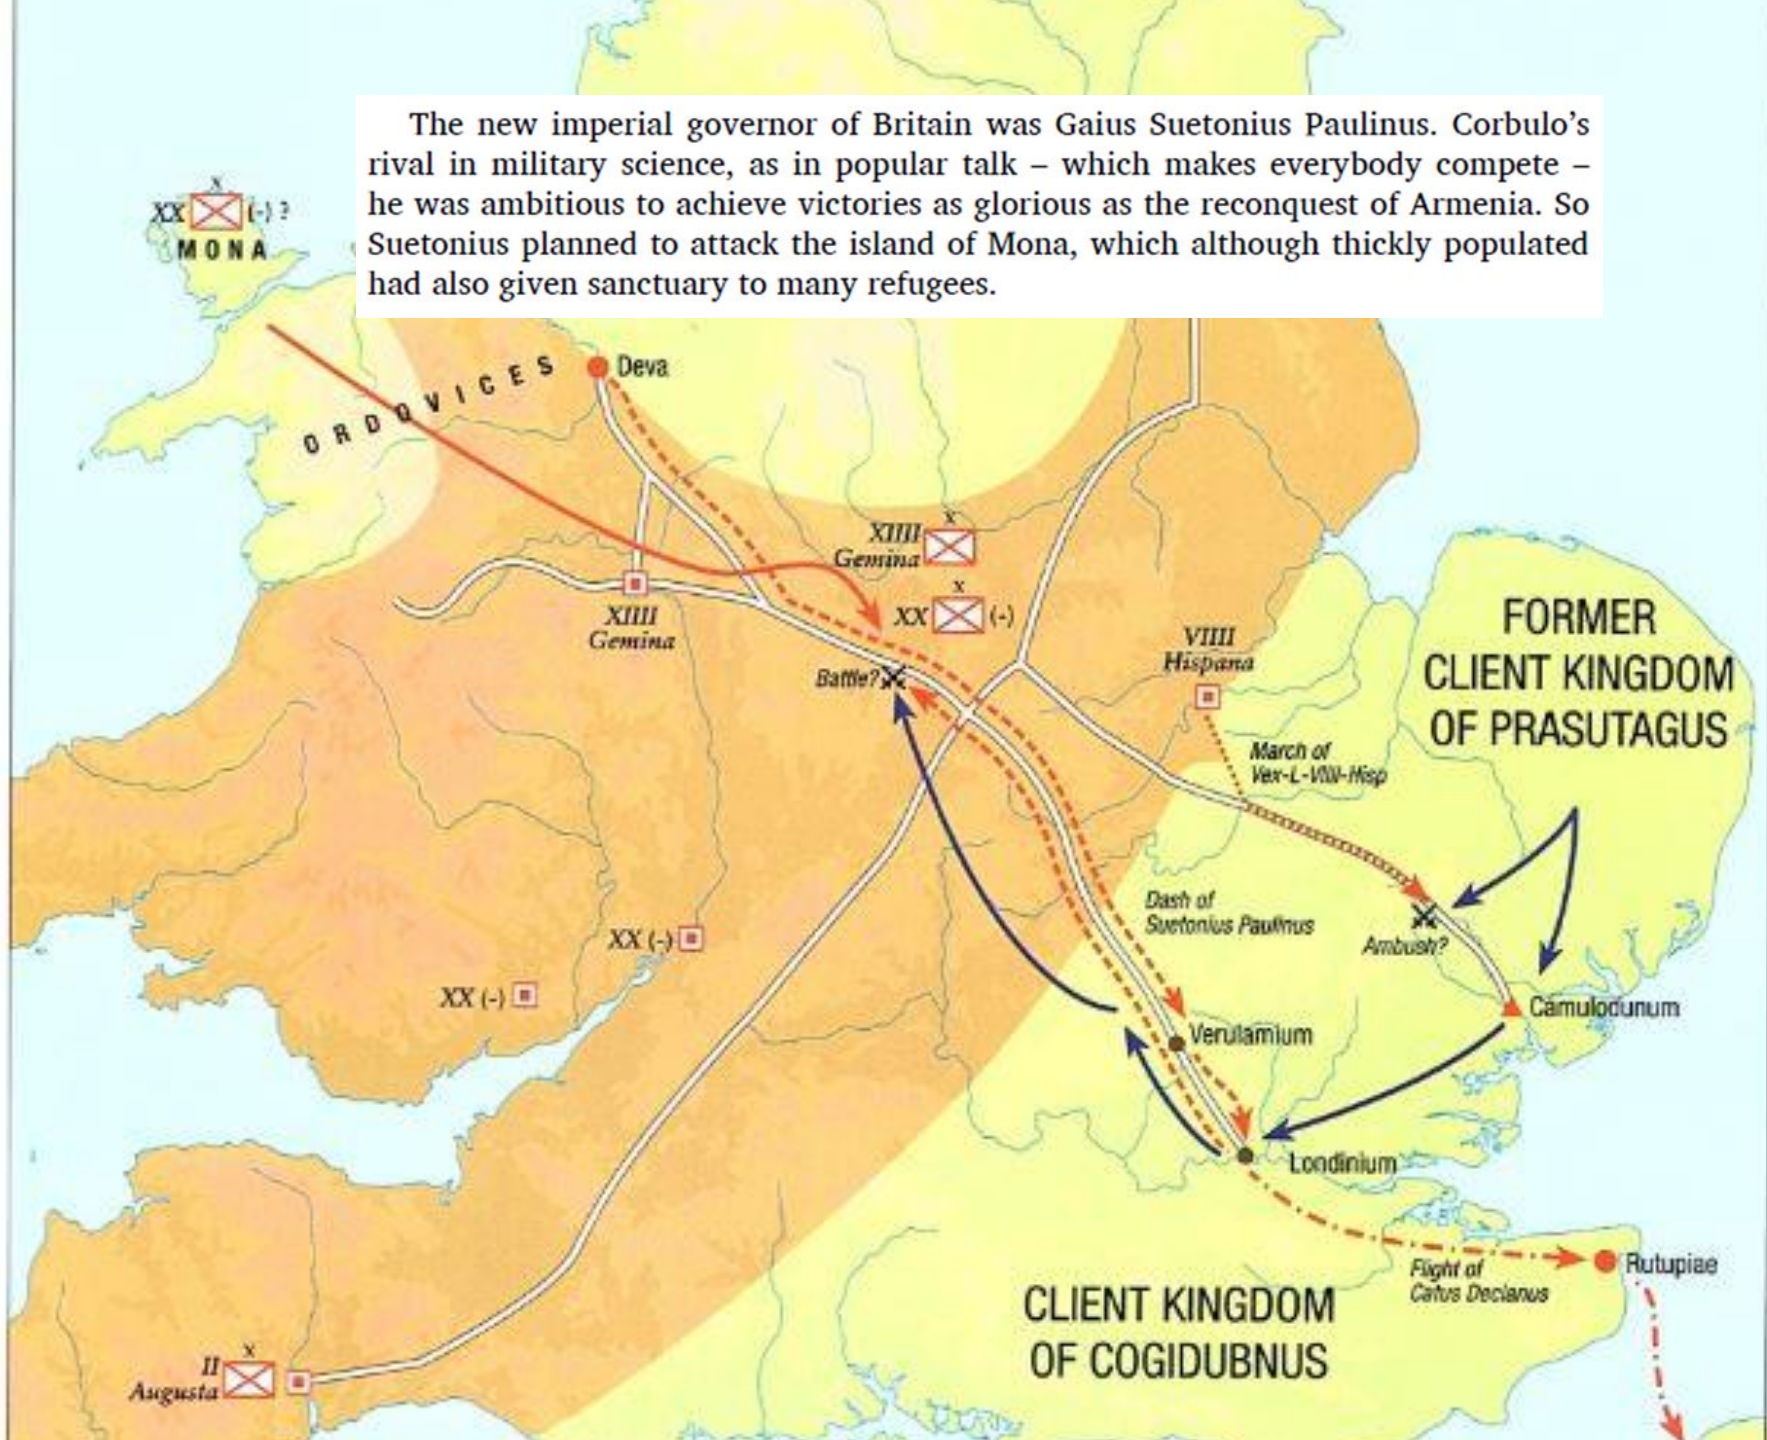 The new imperial governor of Britain was Gaius Suetonius Paulinus. Corbulo’s
rival in military science, as in popular talk – which makes everybody compete –
he was ambitious to achieve victories as glorious as the reconquest of Armenia. So
Suetonius planned to attack the island of Mona, which although thickly populated
had also given sanctuary to many refugees.
X
XX (-) ?
MONA
ORDOVICES
Deva
X
XIIII
Gemina
X
XX (-)
XIIII
Gemina
VIIII
Hispana
FORMER
CLIENT KINGDOM
OF PRASUTAGUS
Battle?
March of
Vex-L-VIIII-Hisp
Dash of
Suetonius Paulinus
Ambush?
XX (-)
XX (-)
Camulodunum
Verulamium
Londinium
Rutupiae
Flight of
Catus Decianus
CLIENT KINGDOM
OF COGIDUBNUS
X
II
Augusta